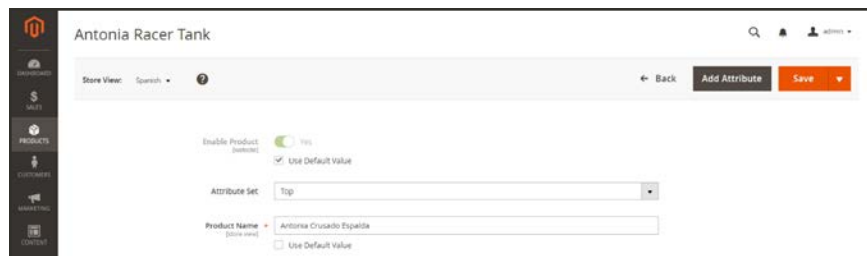 Antonia Racer Tank
admin
DASHBOARD
Store View: Spanish
?
Back
Add Attribute
Save
SALES
PRODUCTS
Enable Product
[website]
Yes
Use Default Value
CUSTOMERS
Attribute Set
Top
MARKETING
Product Name *
[store view]
Antonia Crusado Espalda
Use Default Value
CONTENT